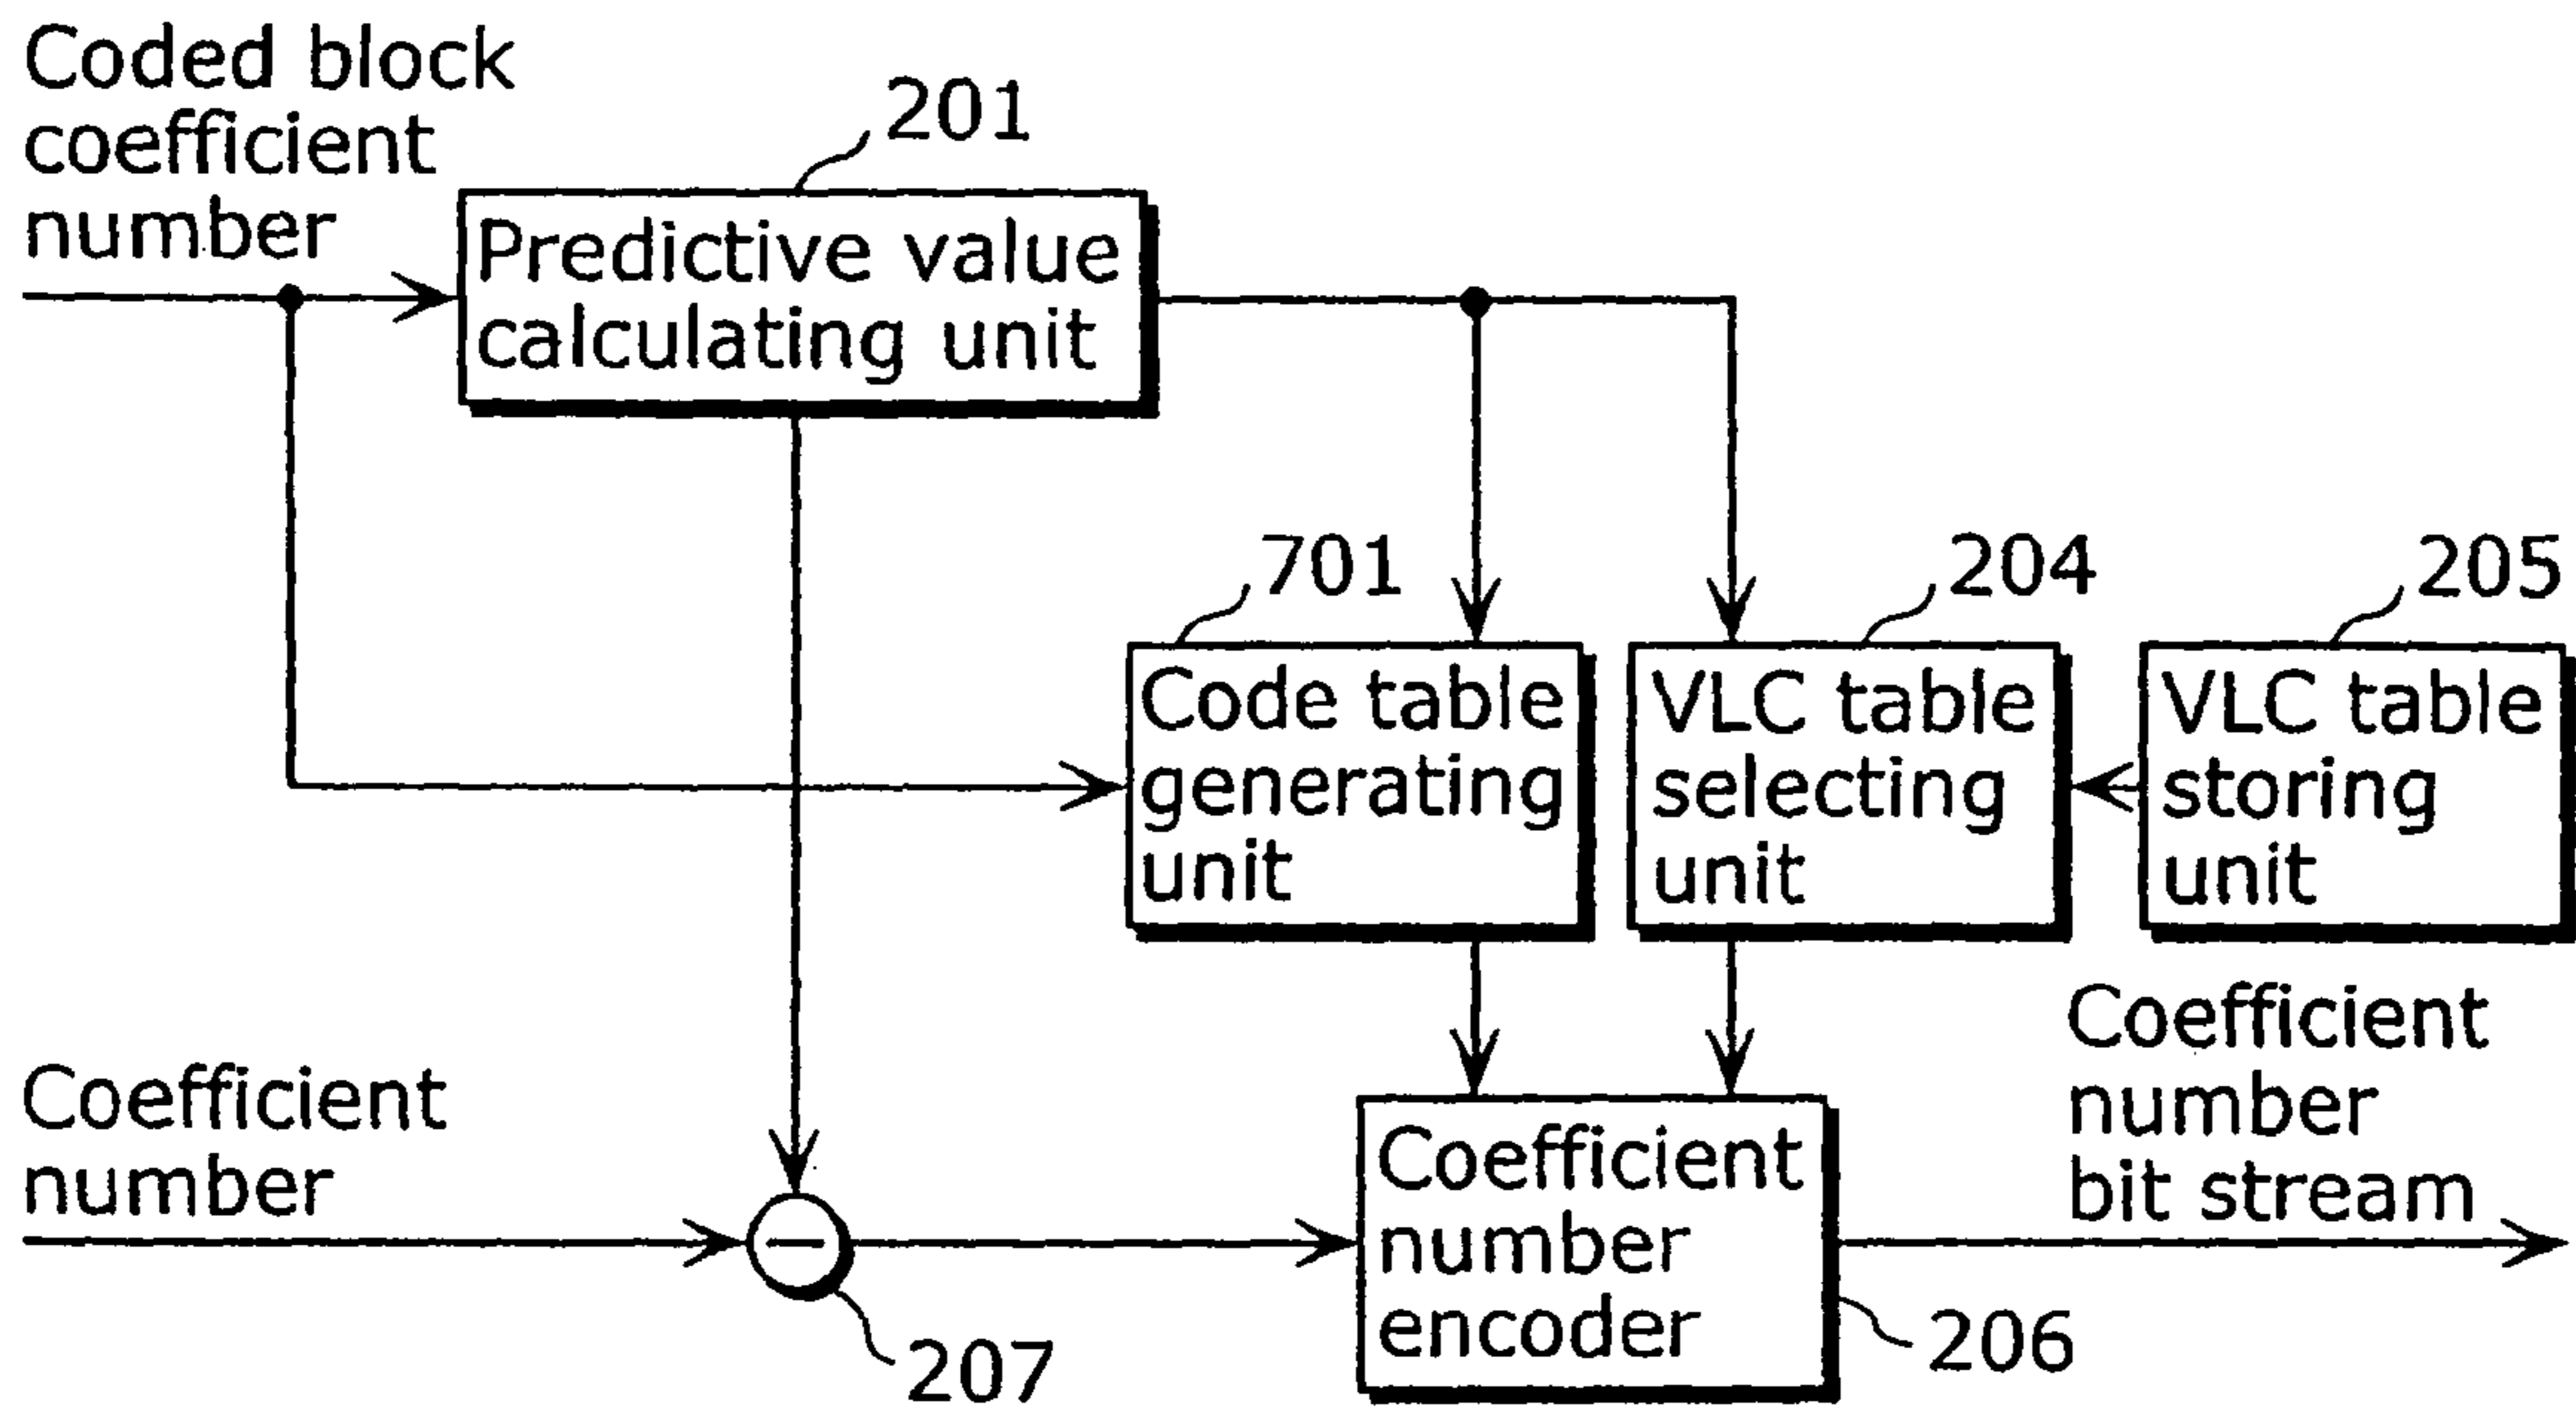 Coded block
coefficient
number
201
Predictive value
calculating unit
701
204
205
Code table
generating
unit
VLC table
selecting
unit
VLC table
storing
unit
Coefficient
number
Coefficient
number
encoder
Coefficient
number
bit stream
207
206